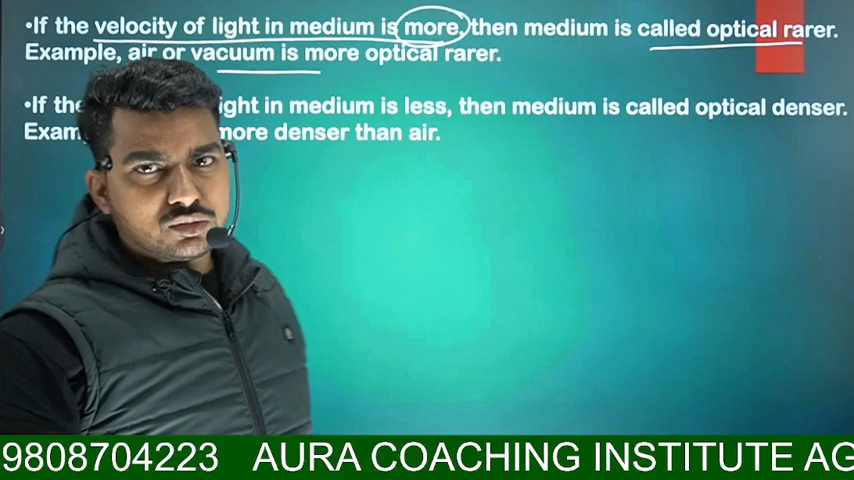 •If the velocity of light in medium is more, then medium is called optical rarer.
Example, air or vacuum is more optical rarer.
•If the light in medium is less, then medium is called optical denser.
Exam more denser than air.
9808704223 AURA COACHING INSTITUTE AG